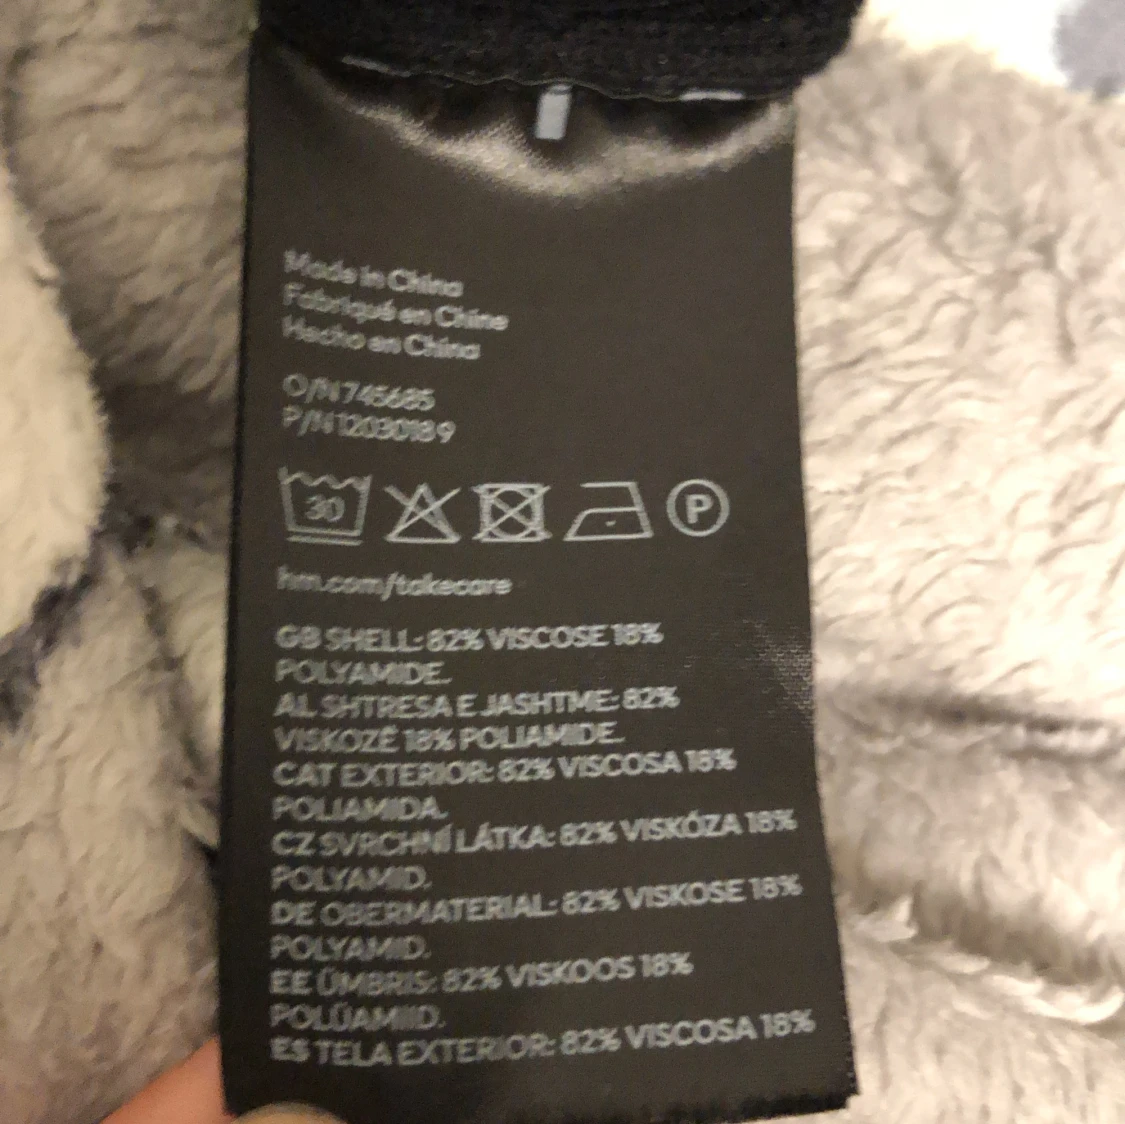 Made in China
Fabriqué en Chine
Hecho en China
O/N 745685
P/N 12030189
30
P
hm.com/takecare
GB SHELL: 82% VISCOSE 18%
POLYAMIDE.
AL SHTRESA E JASHTME: 82%
VISKOZË 18% POLIAMIDE.
CAT EXTERIOR: 82% VISCOSA 18%
POLIAMIDA.
CZ SVRCHNÍ LÁTKA: 82% VISKÓZA 18%
POLYAMID.
DE OBERMATERIAL: 82% VISKOSE 18%
POLYAMID.
EE ÜMBRIS: 82% VISKOOS 18%
POLÜAMIID.
ES TELA EXTERIOR: 82% VISCOSA 18%